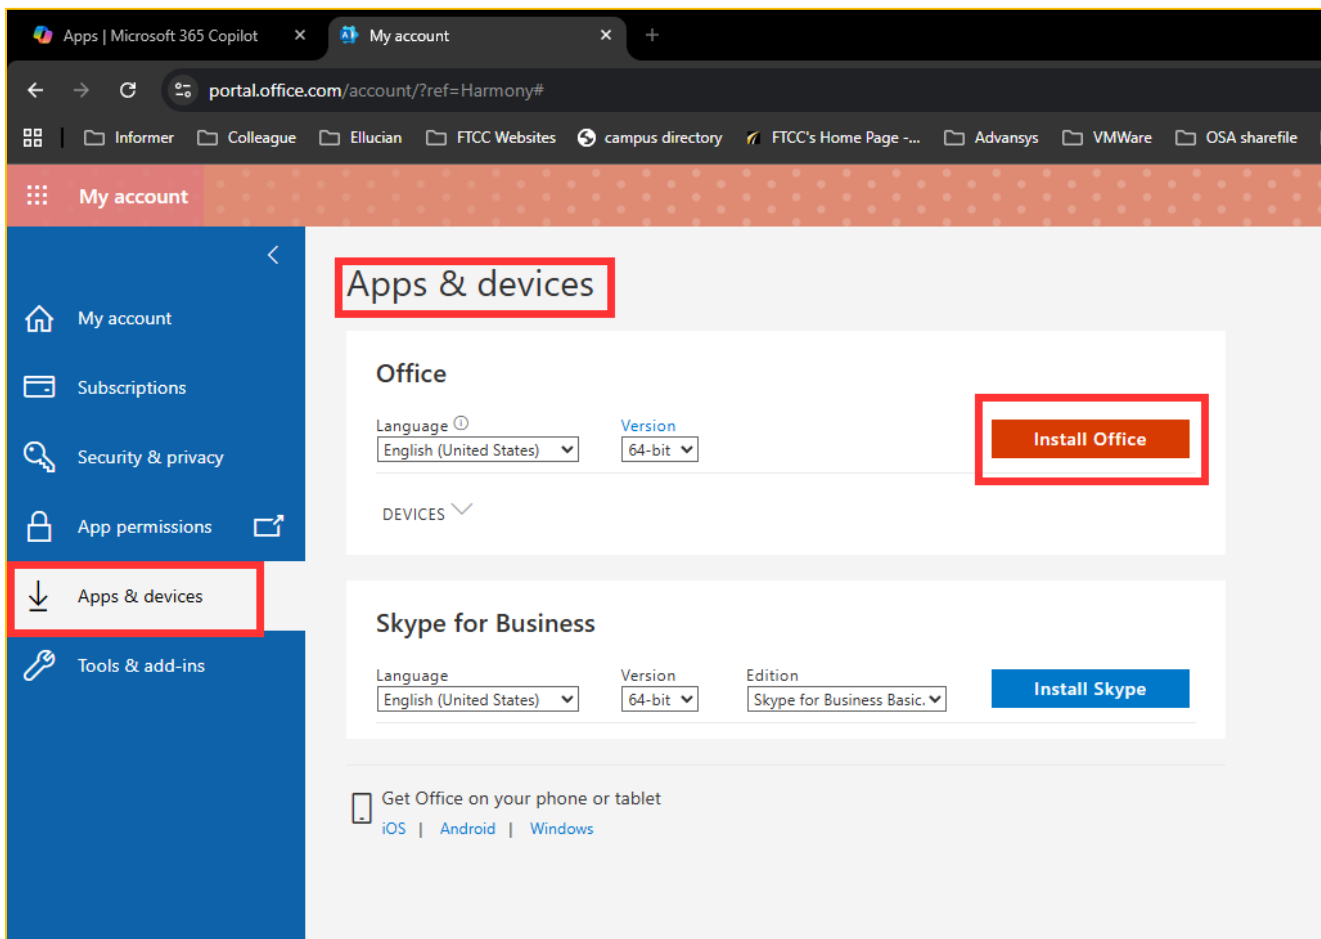 Apps | Microsoft 365 Copilot
My account
portal.office.com/account/?ref=Harmony#
Informer Colleague Ellucian FTCC Websites campus directory FTCC's Home Page -... Advansys VMWare OSA sharefile
My account
My account
Subscriptions
Security & privacy
App permissions
Apps & devices
Tools & add-ins
Apps & devices
Office
Language Version
English (United States) 64-bit
Install Office
DEVICES
Skype for Business
Language Version Edition
English (United States) 64-bit Skype for Business Basic.
Install Skype
Get Office on your phone or tablet
iOS | Android | Windows